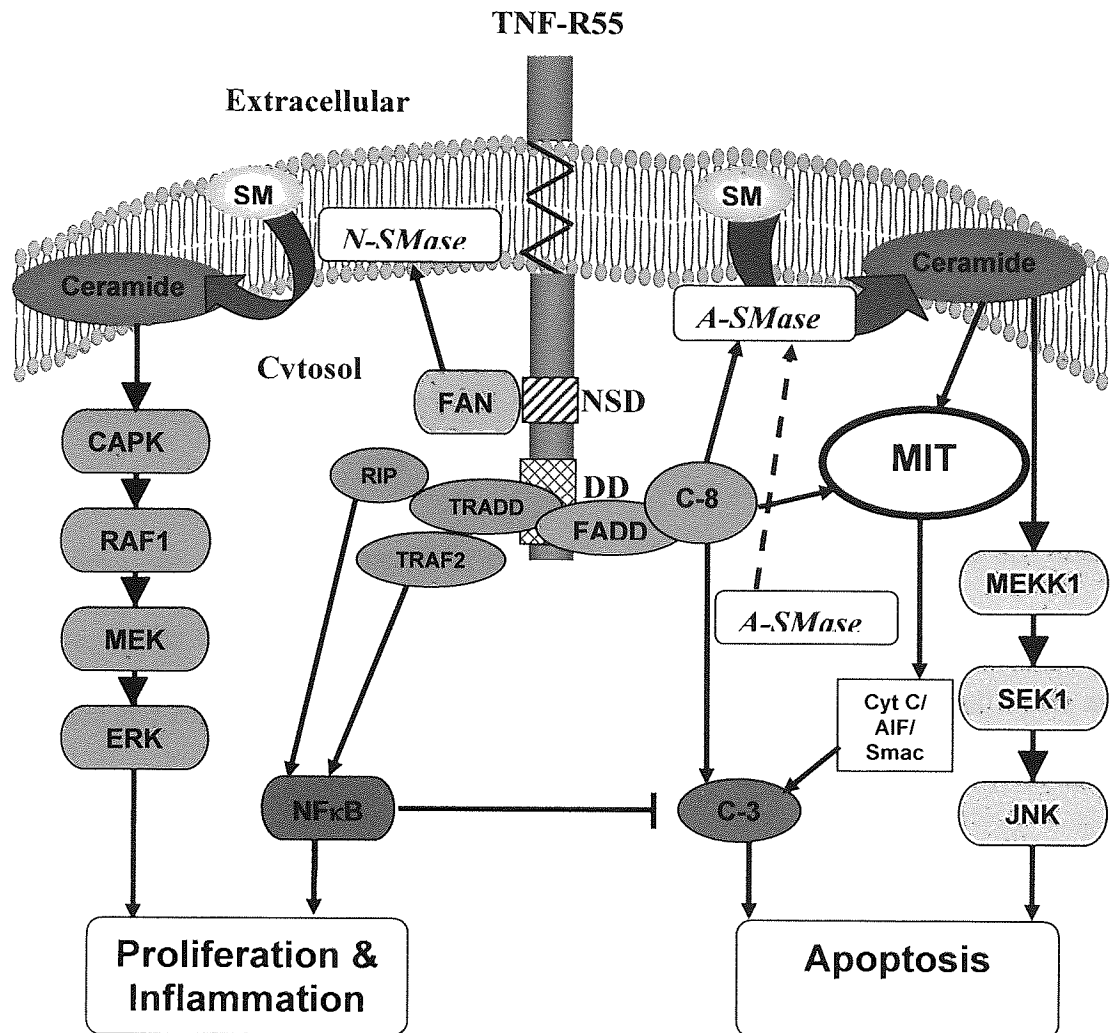 TNF-R55
Extracellular
SM
SM
N-SMase
Ceramide
Ceramide
A-SMase
Cytosol
FAN
NSD
CAPK
RIP
DD
C-8
MIT
TRADD
FADD
RAF1
TRAF2
MEKK1
A-SMase
MEK
SEK1
Cyt C/
AIF/
Smac
ERK
NFκB
C-3
JNK
Proliferation &
Inflammation
Apoptosis